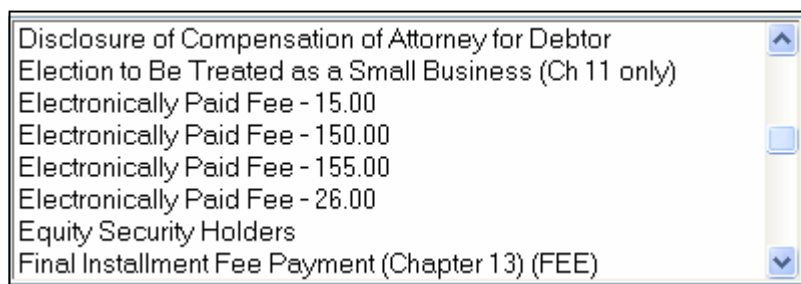 Disclosure of Compensation of Attorney for Debtor
Election to Be Treated as a Small Business (Ch 11 only)
Electronically Paid Fee - 15.00
Electronically Paid Fee - 150.00
Electronically Paid Fee - 155.00
Electronically Paid Fee - 26.00
Equity Security Holders
Final Installment Fee Payment (Chapter 13) (FEE)